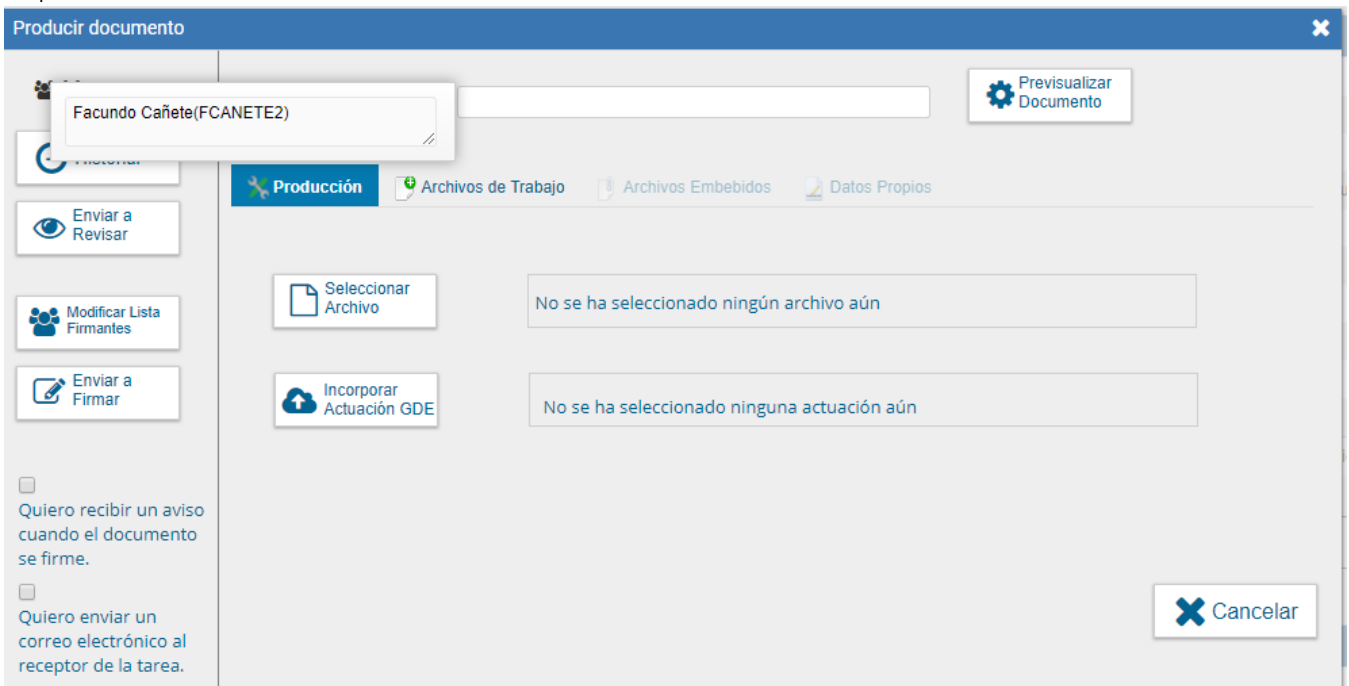 Producir documento
Facundo Cañete(FCANETE2)
Previsualizar
Documento
Historial
Producción
Archivos de Trabajo
Archivos Embebidos
Datos Propios
Enviar a
Revisar
Seleccionar
Archivo
No se ha seleccionado ningún archivo aún
Modificar Lista
Firmantes
Enviar a
Firmar
Incorporar
Actuación GDE
No se ha seleccionado ninguna actuación aún
Quiero recibir un aviso
cuando el documento
se firme.
Quiero enviar un
correo electrónico al
receptor de la tarea.
Cancelar